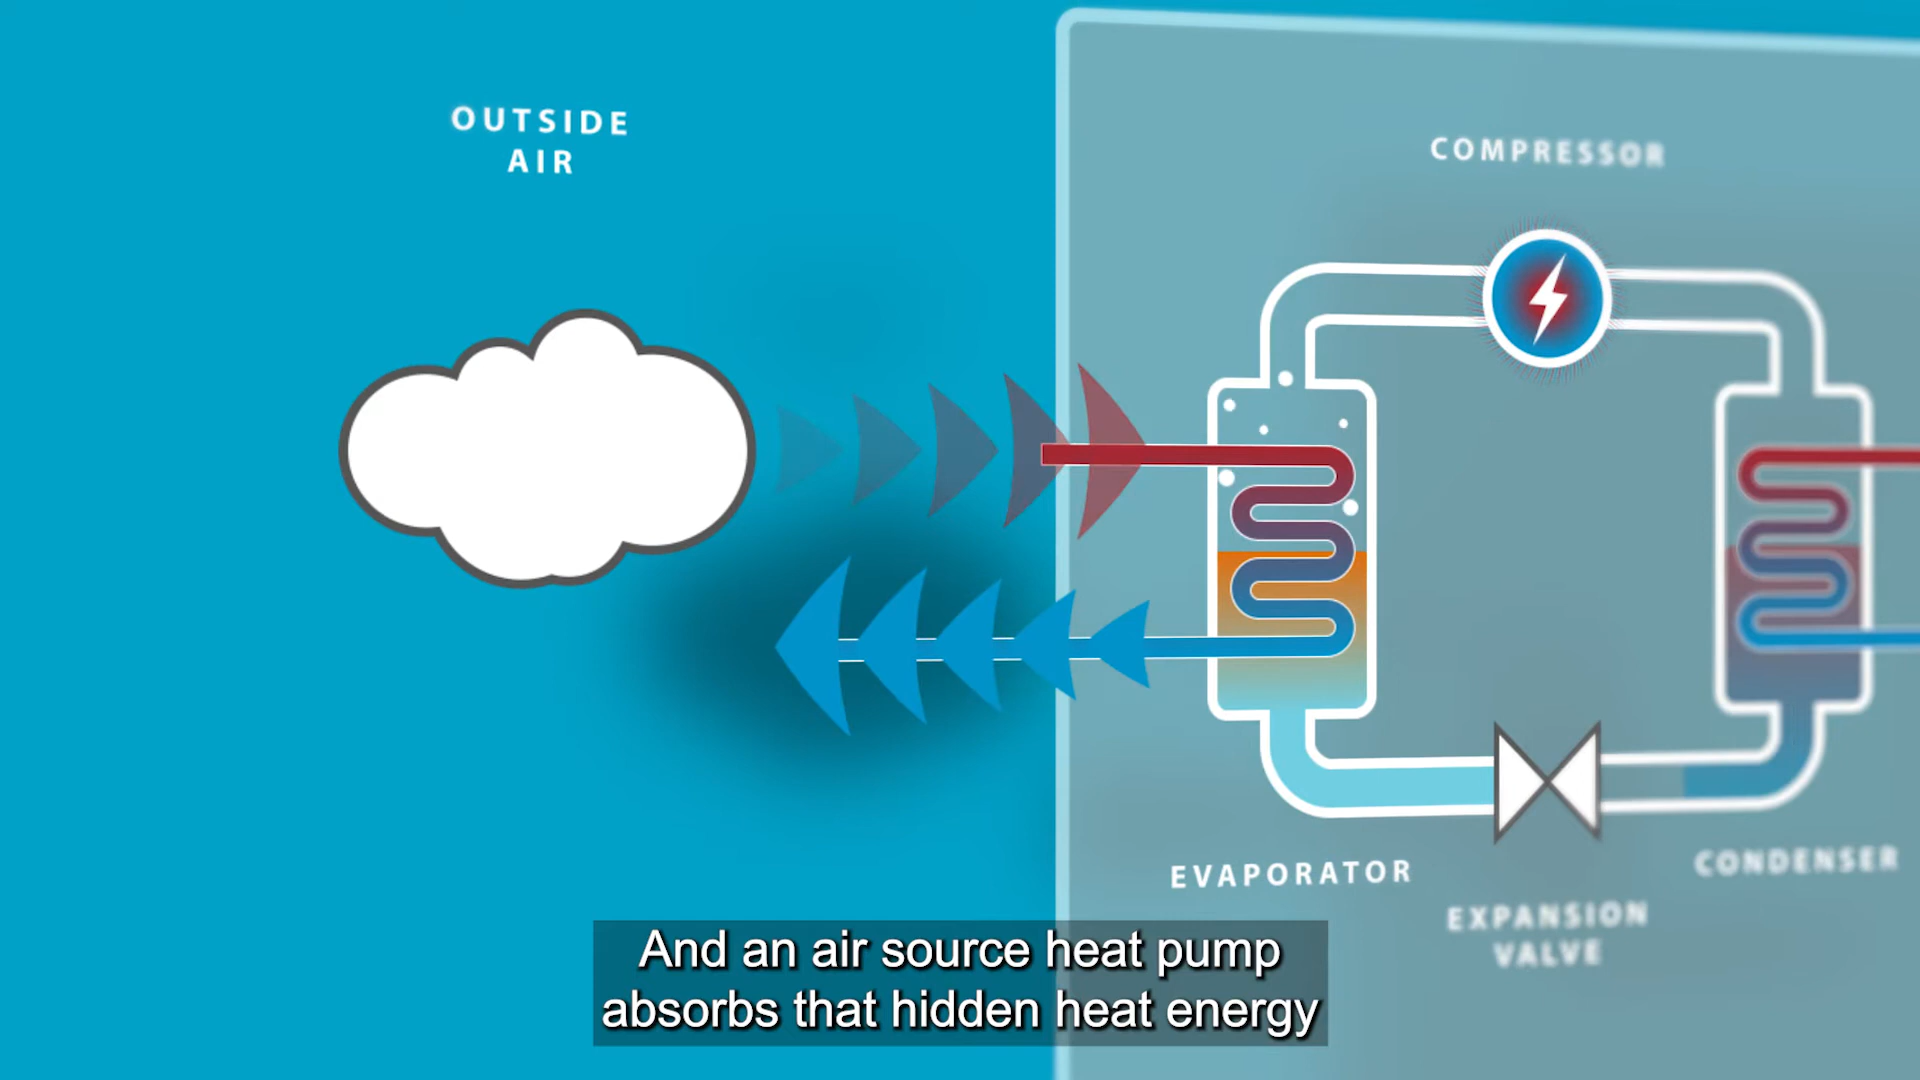 OUTSIDE
AIR
COMPRESSOR
EVAPORATOR
EXPANSION
VALVE
CONDENSER
And an air source heat pump
absorbs that hidden heat energy